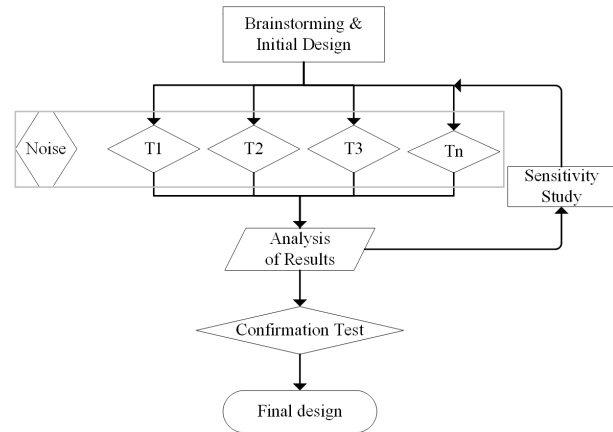 Brainstorming &
Initial Design
Noise
T1
T2
T3
Tn
Sensitivity
Study
Analysis
of Results
Confirmation Test
Final design